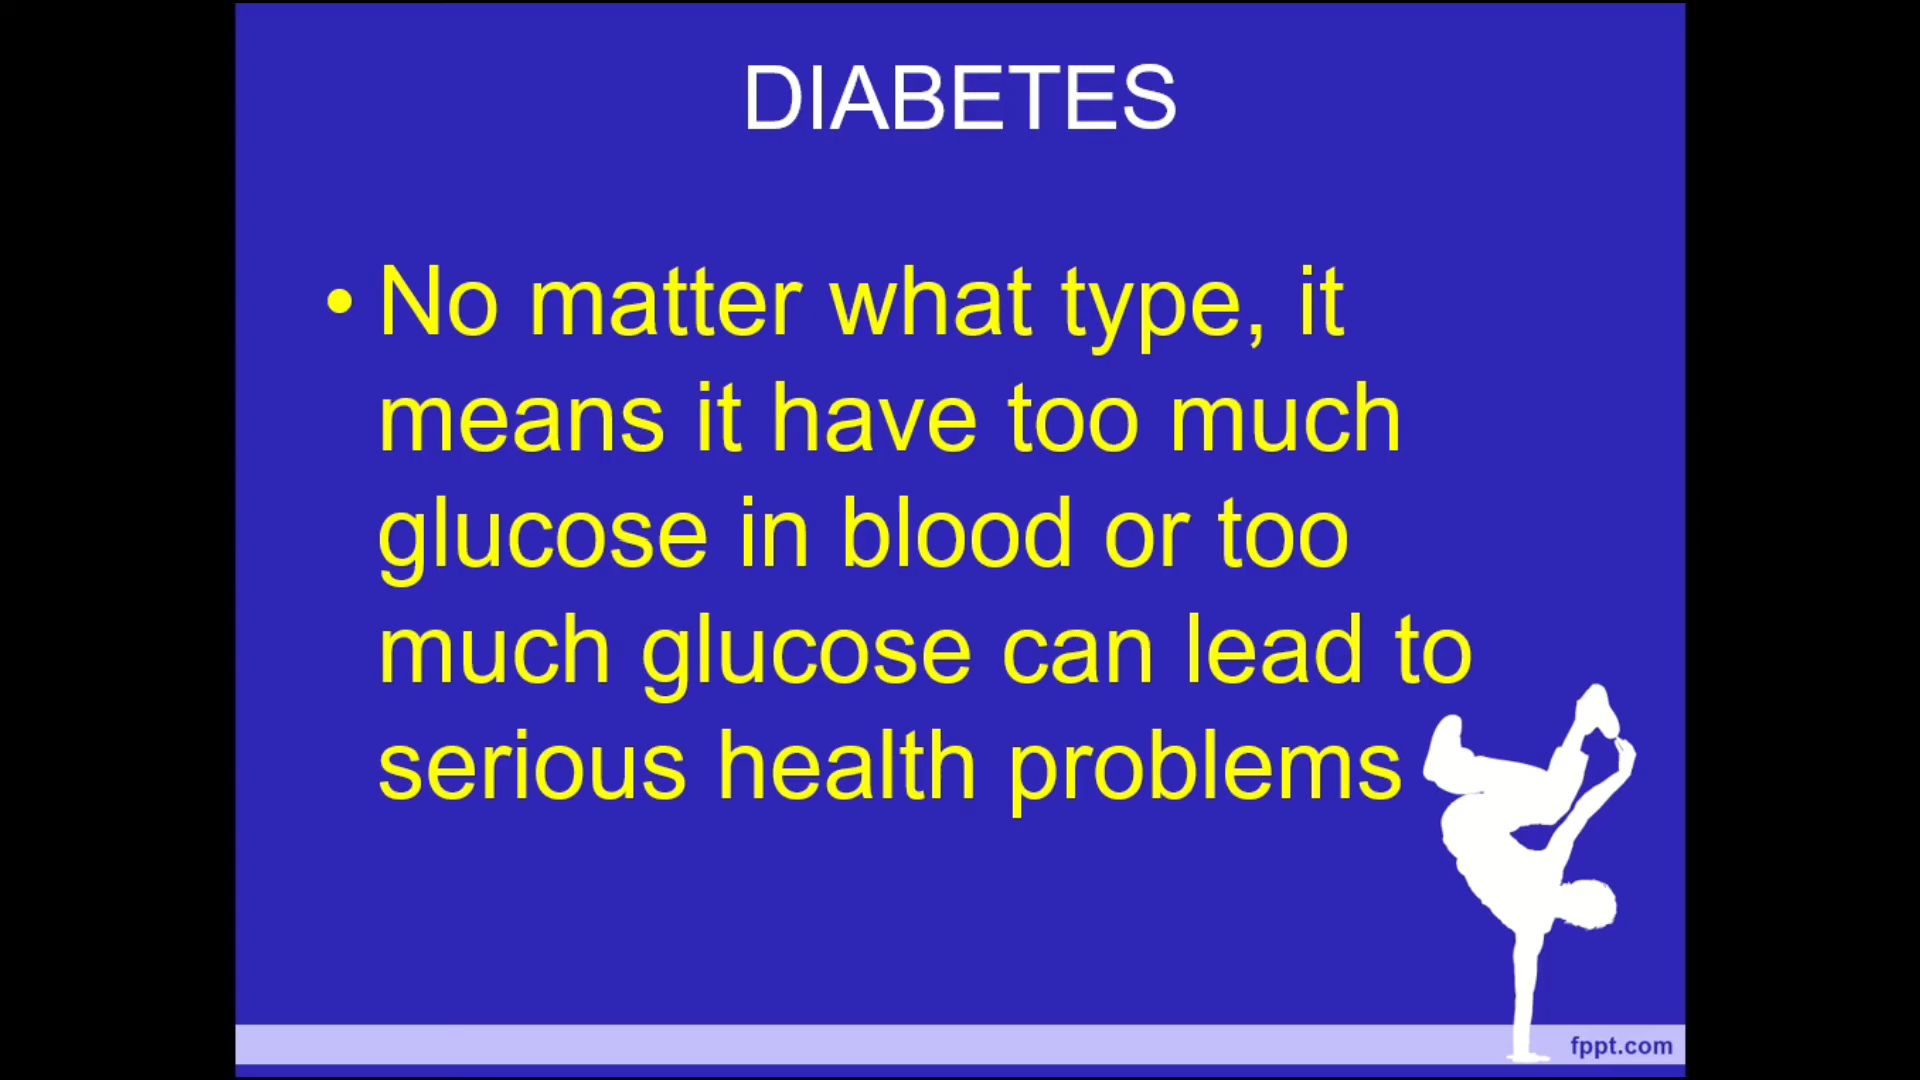 DIABETES
• No matter what type, it
means it have too much
glucose in blood or too
much glucose can lead to
serious health problems
fppt.com